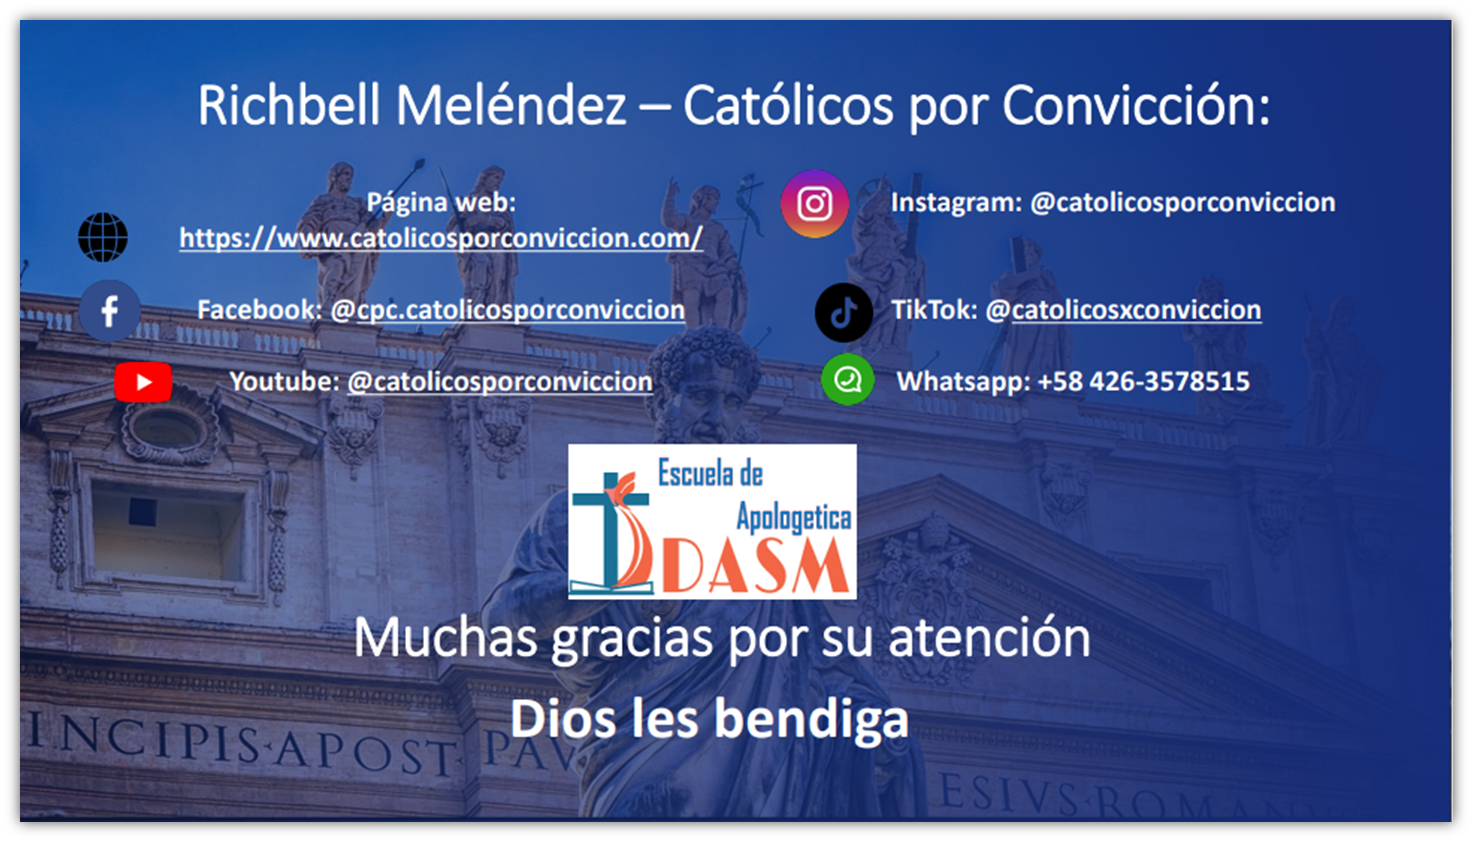 Richbell Meléndez – Católicos por Convicción:
Página web:
https://www.catolicosporconviccion.com/
Instagram: @catolicosporconviccion
Facebook: @cpc.catolicosporconviccion
TikTok: @catolicosxconviccion
Youtube: @catolicosporconviccion
Whatsapp: +58 426-3578515
Escuela de
Apologetica
DASM
Muchas gracias por su atención
Dios les bendiga
INCIPIS·APOST PAV
ESIVS·ROMANV